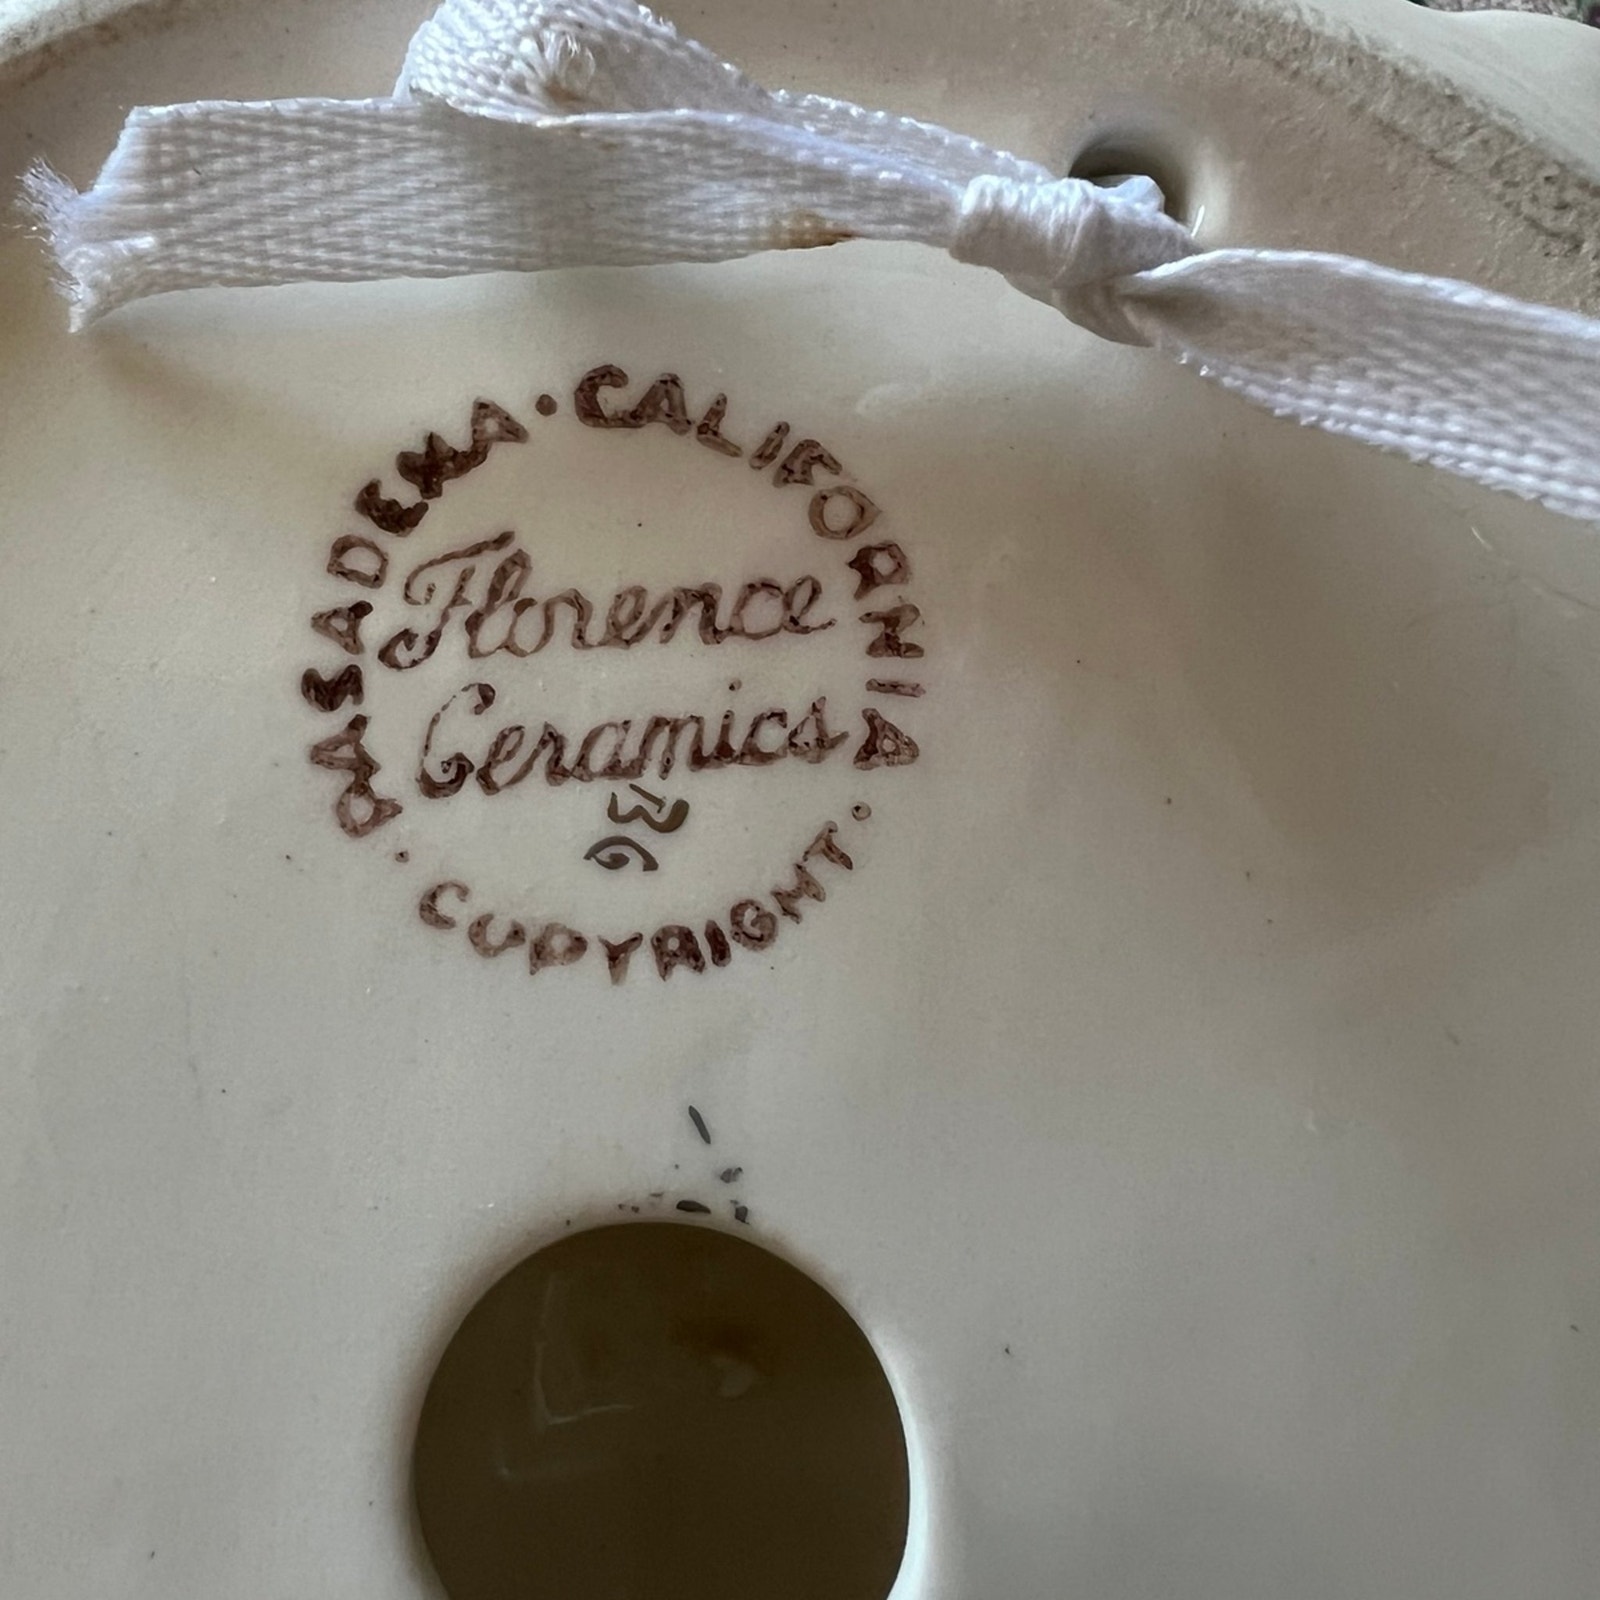 PASADENA • CALIFORNIA
Florence
Ceramics
• COPYRIGHT •